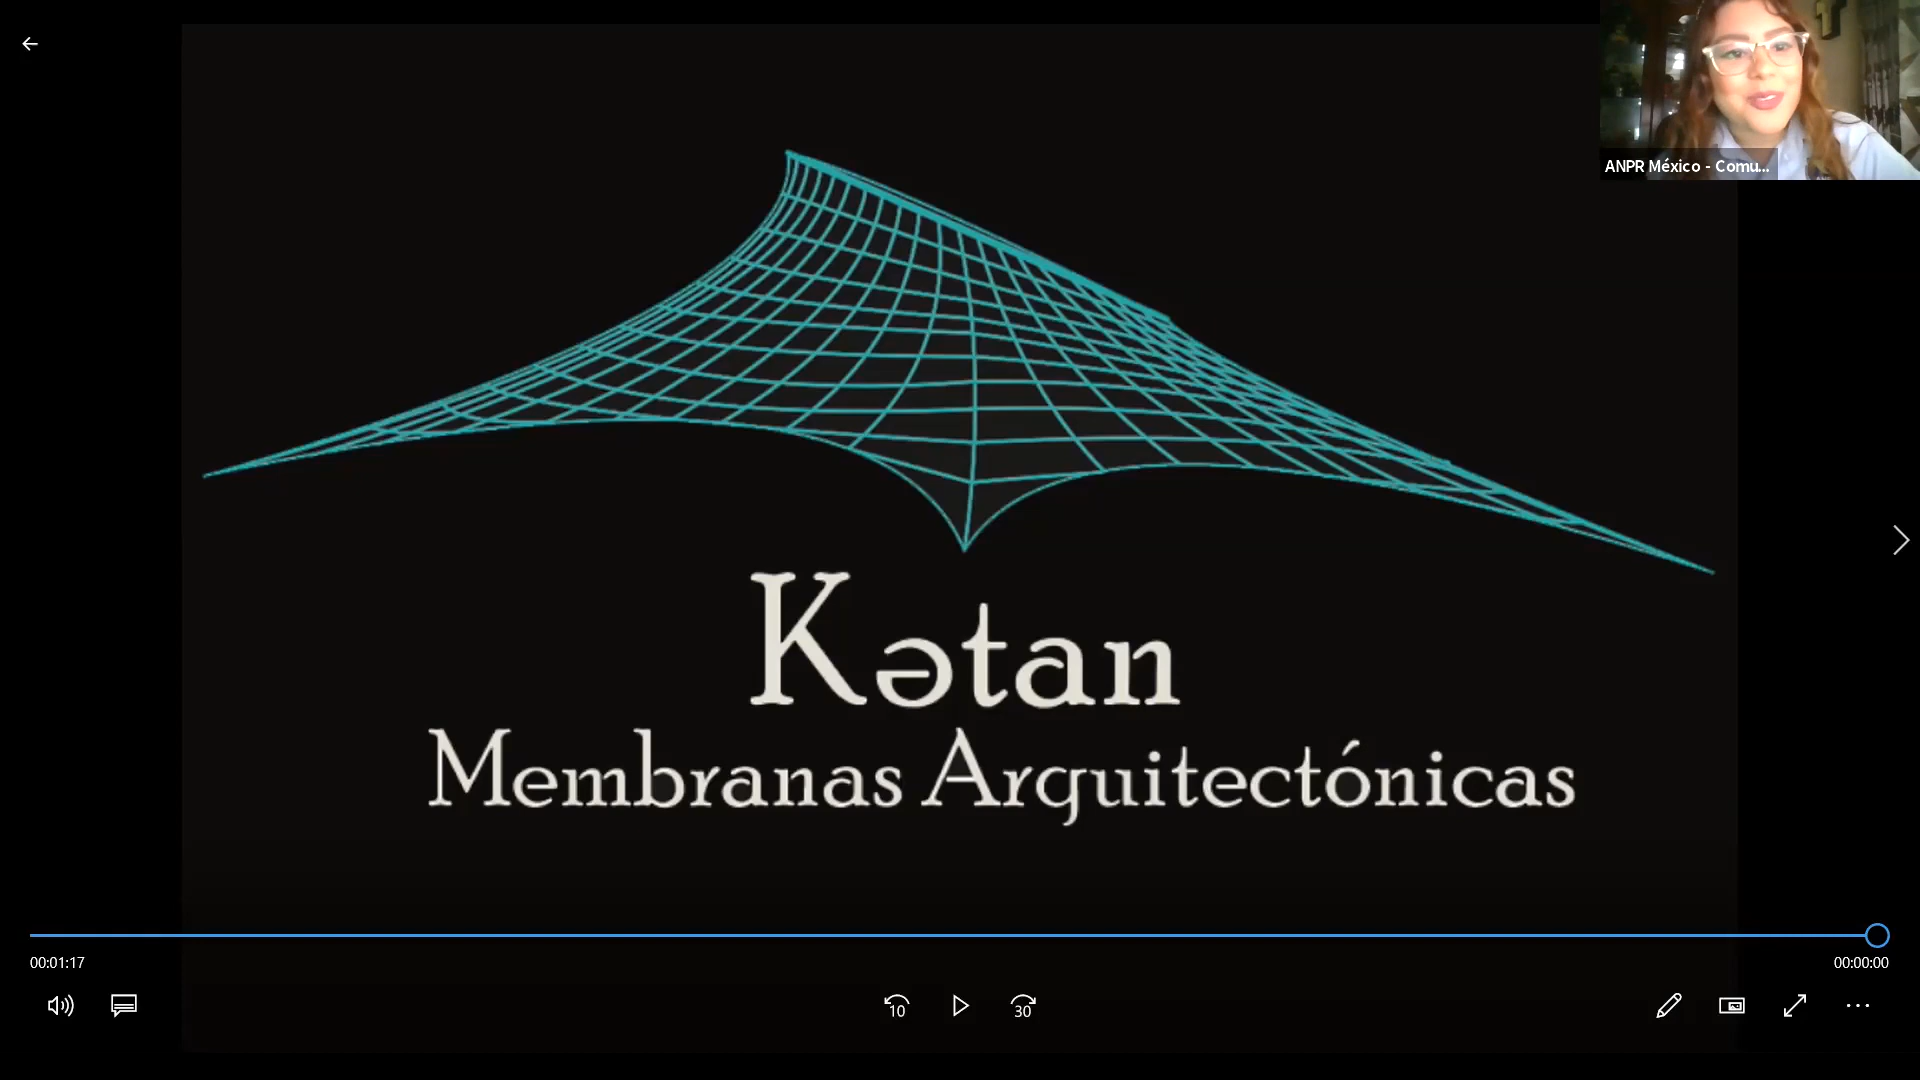 ANPR México - Comu...
Kətan
Membranas Arquitectónicas
00:01:17
00:00:00
10
30